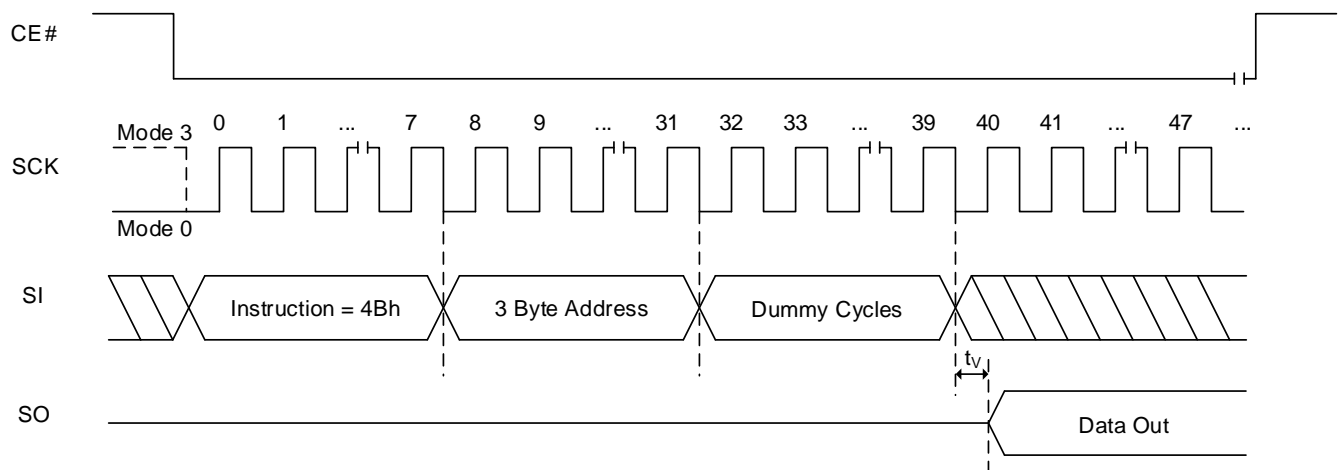 CE#
Mode 3 0 1 ... 7 8 9 ... 31 32 33 ... 39 40 41 ... 47 ...
SCK
Mode 0
SI Instruction = 4Bh 3 Byte Address Dummy Cycles
tV
SO Data Out